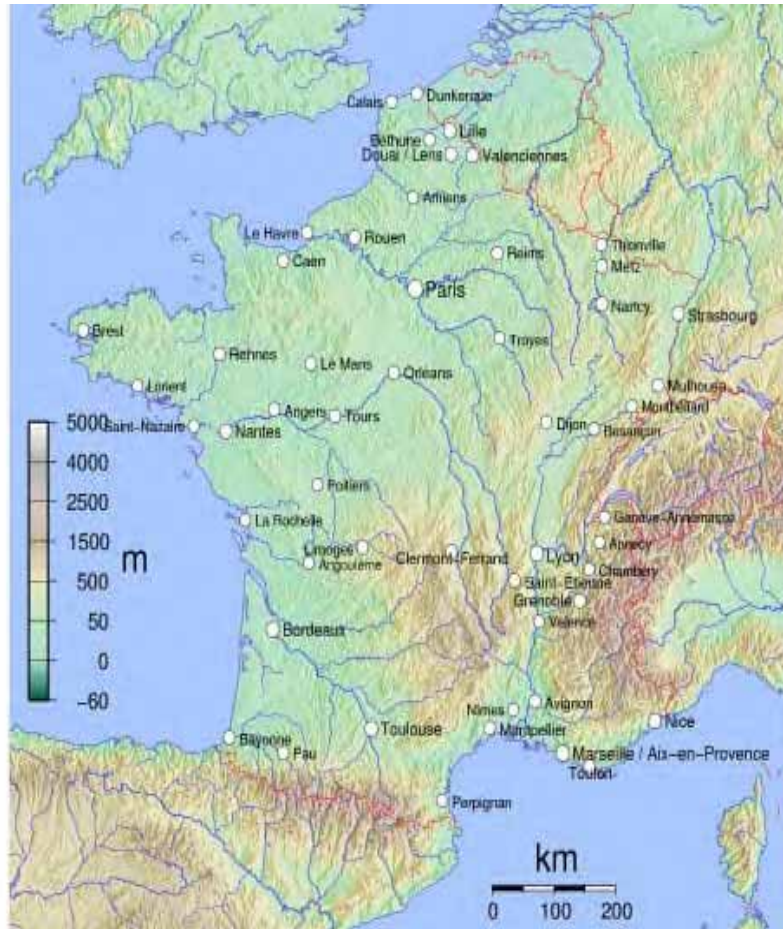 Calais
Dunkerque
Lille
Béthune
Douai / Lens
Valenciennes
Amiens
Le Havre
Rouen
Caen
Reims
Thionville
Metz
Paris
Nancy
Strasbourg
Brest
Troyes
Rennes
Le Mans
Orleans
Lorient
Mulhouse
Montbéliard
Angers
Tours
Saint-Nazaire
Nantes
Dijon
Besançon
5000
4000
2500
1500
500
50
0
-60
m
Poitiers
La Rochelle
Genève-Annemasse
Annecy
Limoges
Angoulème
Clermont-Ferrand
Lyon
Chambéry
Saint-Etienne
Grenoble
Valence
Bordeaux
Avignon
Nîmes
Montpellier
Nice
Toulouse
Bayonne
Pau
Marseille / Aix-en-Provence
Toulon
Perpignan
km
0 100 200